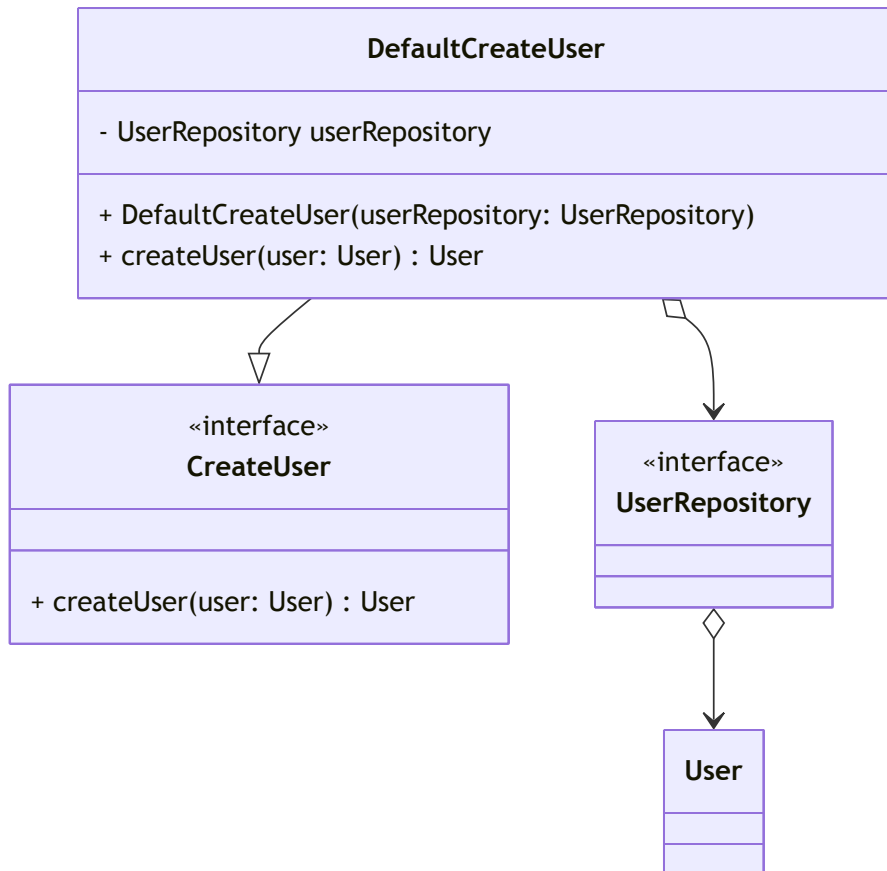 DefaultCreateUser
- UserRepository userRepository
+ DefaultCreateUser(userRepository: UserRepository)
+ createUser(user: User) : User
«interface»
CreateUser
+ createUser(user: User) : User
«interface»
UserRepository
User